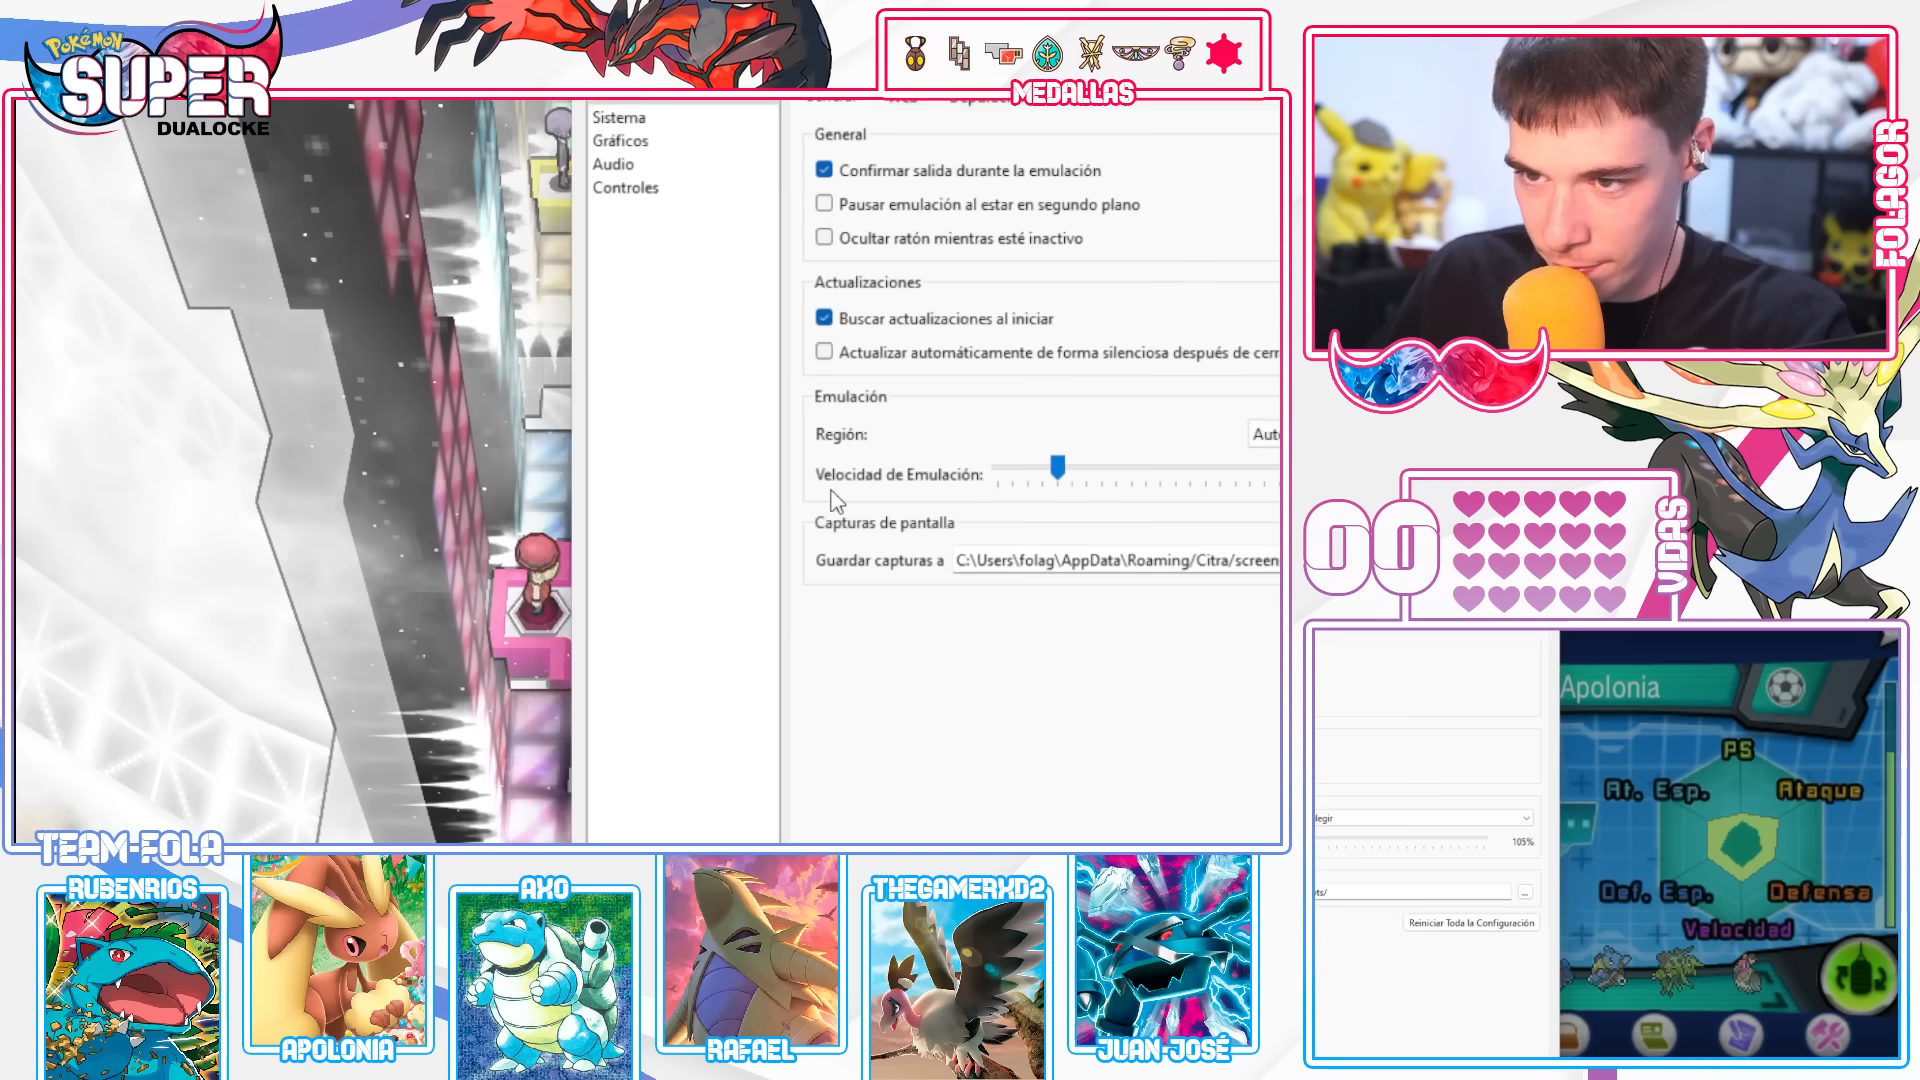 POKéMON
SUPER
DUALOCKE
MEDALLAS
Sistema
Gráficos
Audio
Controles
General
Confirmar salida durante la emulación
Pausar emulación al estar en segundo plano
Ocultar ratón mientras esté inactivo
Actualizaciones
Buscar actualizaciones al iniciar
Actualizar automáticamente de forma silenciosa después de cerr
Emulación
Región:
Auto
Velocidad de Emulación:
Capturas de pantalla
Guardar capturas a
C:\Users\folag\AppData\Roaming/Citra/screen
FOLAGOR
00
VIDAS
legir
105%
ts/
...
Reiniciar Toda la Configuración
Apolonia
PS
At. Esp.
Ataque
Def. Esp.
Defensa
Velocidad
TEAM-FOLA
RUBENRIOS
APOLONIA
AXO
RAFAEL
THEGAMERXD2
JUAN JOSÉ